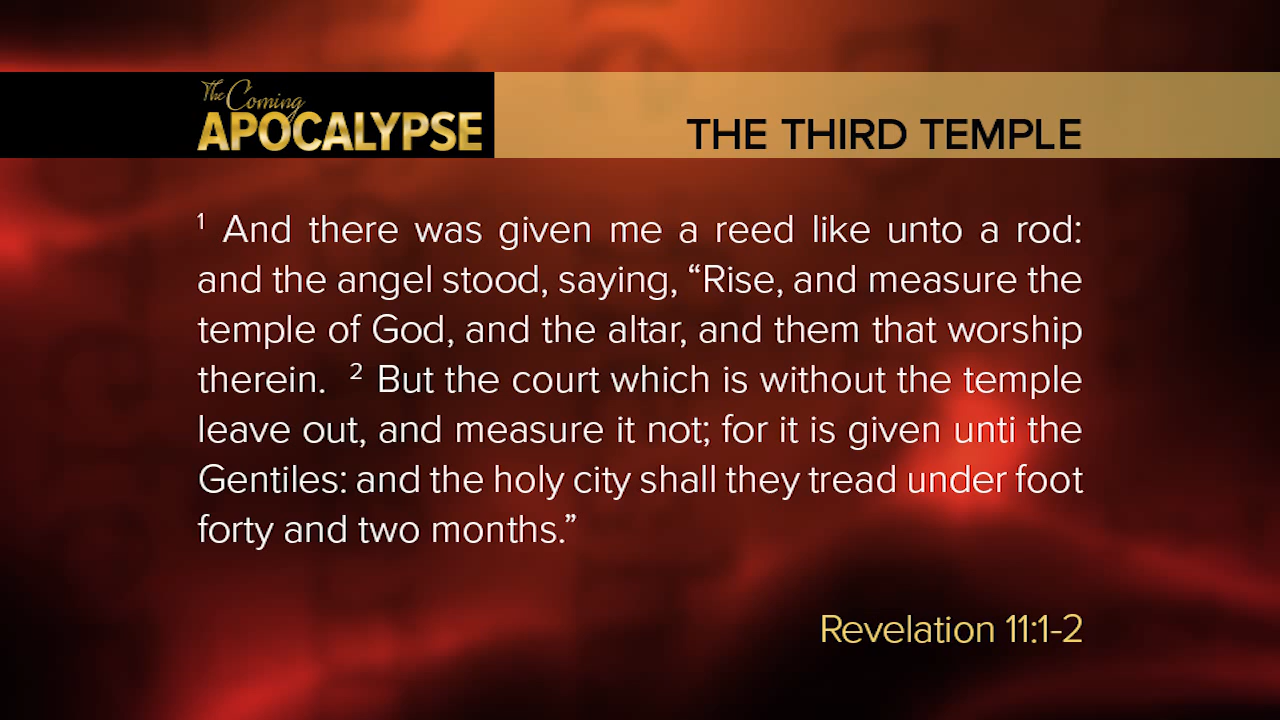 The Coming
APOCALYPSE
THE THIRD TEMPLE
1 And there was given me a reed like unto a rod:
and the angel stood, saying, “Rise, and measure the
temple of God, and the altar, and them that worship
therein. 2 But the court which is without the temple
leave out, and measure it not; for it is given unti the
Gentiles: and the holy city shall they tread under foot
forty and two months.”
Revelation 11:1-2